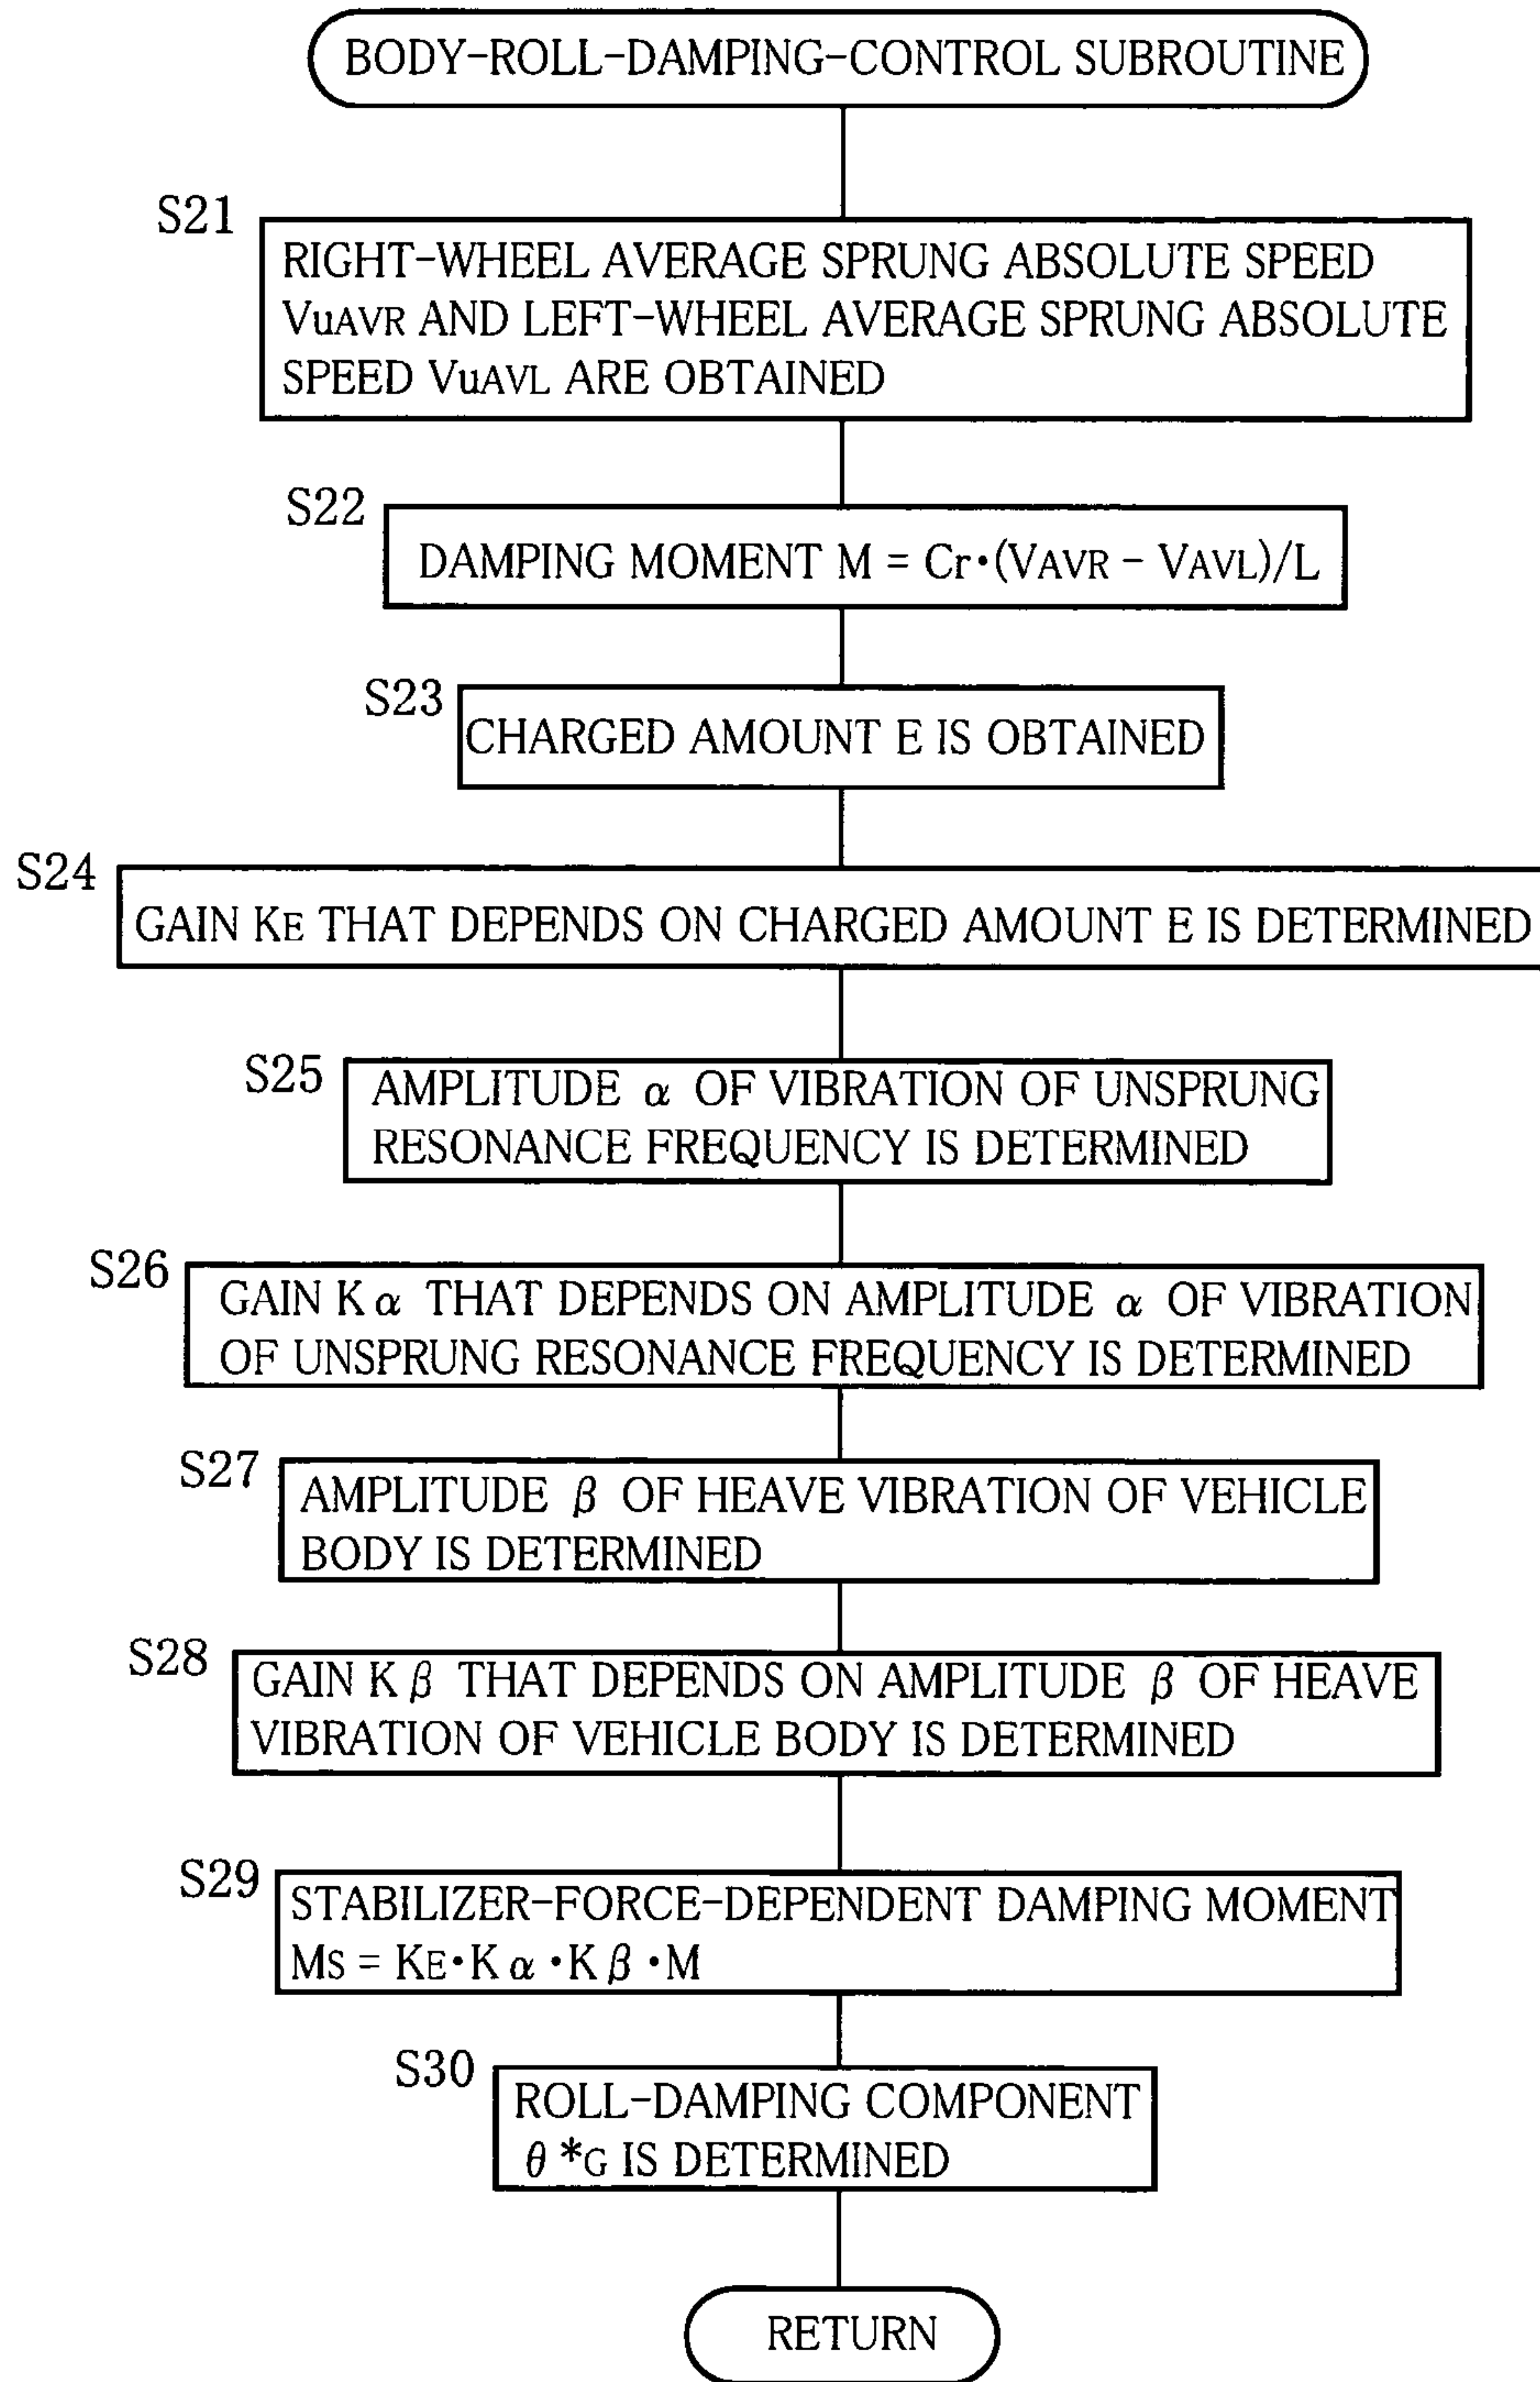 BODY-ROLL-DAMPING-CONTROL SUBROUTINE
S21
RIGHT-WHEEL AVERAGE SPRUNG ABSOLUTE SPEED
VuAVR AND LEFT-WHEEL AVERAGE SPRUNG ABSOLUTE
SPEED VuAVL ARE OBTAINED
S22
DAMPING MOMENT M = Cr•(VAVR - VAVL)/L
S23
CHARGED AMOUNT E IS OBTAINED
S24
GAIN KE THAT DEPENDS ON CHARGED AMOUNT E IS DETERMINED
S25
AMPLITUDE α OF VIBRATION OF UNSPRUNG
RESONANCE FREQUENCY IS DETERMINED
S26
GAIN K α THAT DEPENDS ON AMPLITUDE α OF VIBRATION
OF UNSPRUNG RESONANCE FREQUENCY IS DETERMINED
S27
AMPLITUDE β OF HEAVE VIBRATION OF VEHICLE
BODY IS DETERMINED
S28
GAIN K β THAT DEPENDS ON AMPLITUDE β OF HEAVE
VIBRATION OF VEHICLE BODY IS DETERMINED
S29
STABILIZER-FORCE-DEPENDENT DAMPING MOMENT
MS = KE•K α •K β •M
S30
ROLL-DAMPING COMPONENT
θ *G IS DETERMINED
RETURN